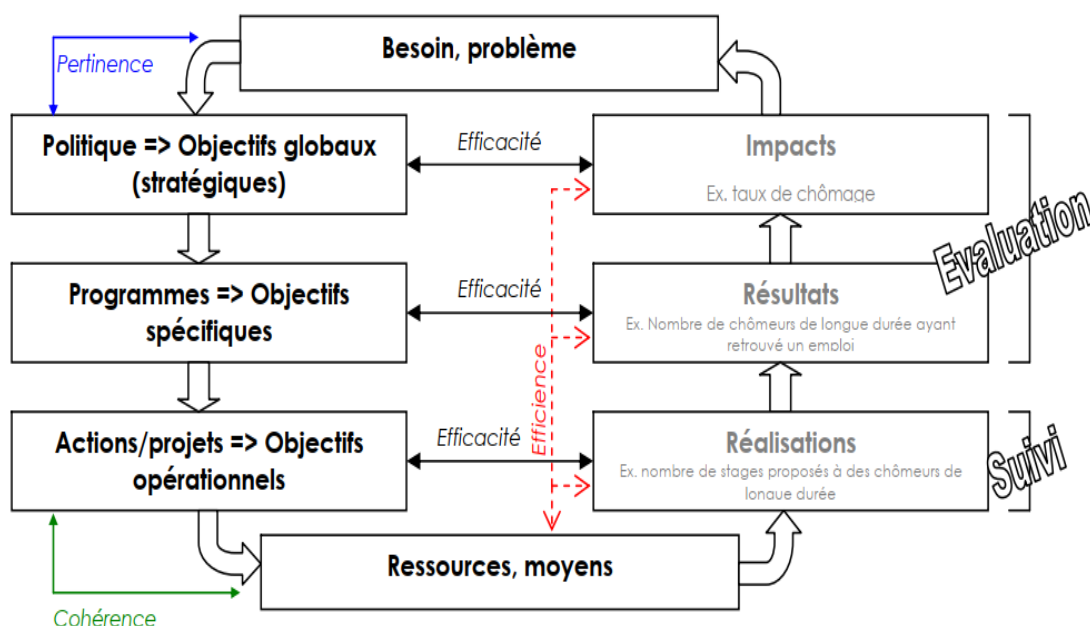 Besoin, problème
Pertinence
Politique => Objectifs globaux
(stratégiques)
Efficacité
Impacts
Ex. taux de chômage
Evaluation
Programmes => Objectifs
spécifiques
Efficacité
Résultats
Ex. Nombre de chômeurs de longue durée ayant
retrouvé un emploi
Efficience
Actions/projets => Objectifs
opérationnels
Efficacité
Réalisations
Ex. nombre de stages proposés à des chômeurs de
longue durée
Suivi
Ressources, moyens
Cohérence